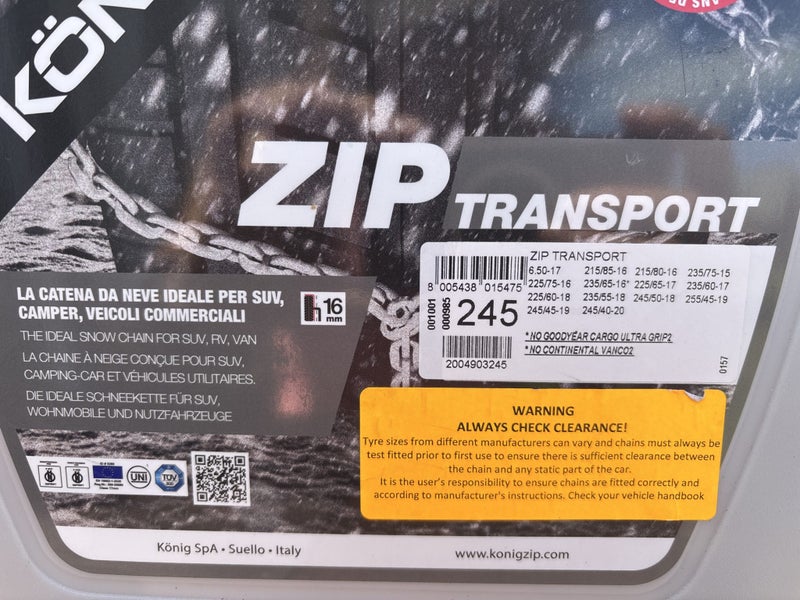 KÖN
ZIP TRANSPORT
ZIP TRANSPORT
6.50-17 215/85-16 215/80-16 235/75-15
225/75-16 235/65-16* 225/65-17 235/60-17
225/60-18 235/55-18 245/50-18 255/45-19
245/45-19 245/40-20
8 005438 015475
001001
000985
245
* NO GOODYEAR CARGO ULTRA GRIP2
* NO CONTINENTAL VANCO2
2004903245
0157
LA CATENA DA NEVE IDEALE PER SUV,
CAMPER, VEICOLI COMMERCIALI
16
mm
THE IDEAL SNOW CHAIN FOR SUV, RV, VAN
LA CHAINE À NEIGE CONÇUE POUR SUV,
CAMPING-CAR ET VÉHICULES UTILITAIRES.
DIE IDEALE SCHNEEKETTE FÜR SUV,
WOHNMOBILE UND NUTZFAHRZEUGE
UNI
TÜV
WARNING
ALWAYS CHECK CLEARANCE!
Tyre sizes from different manufacturers can vary and chains must always be
test fitted prior to first use to ensure there is sufficient clearance between
the chain and any static part of the car.
It is the user's responsibility to ensure chains are fitted correctly and
according to manufacturer's instructions. Check your vehicle handbook
König SpA • Suello • Italy
www.konigzip.com